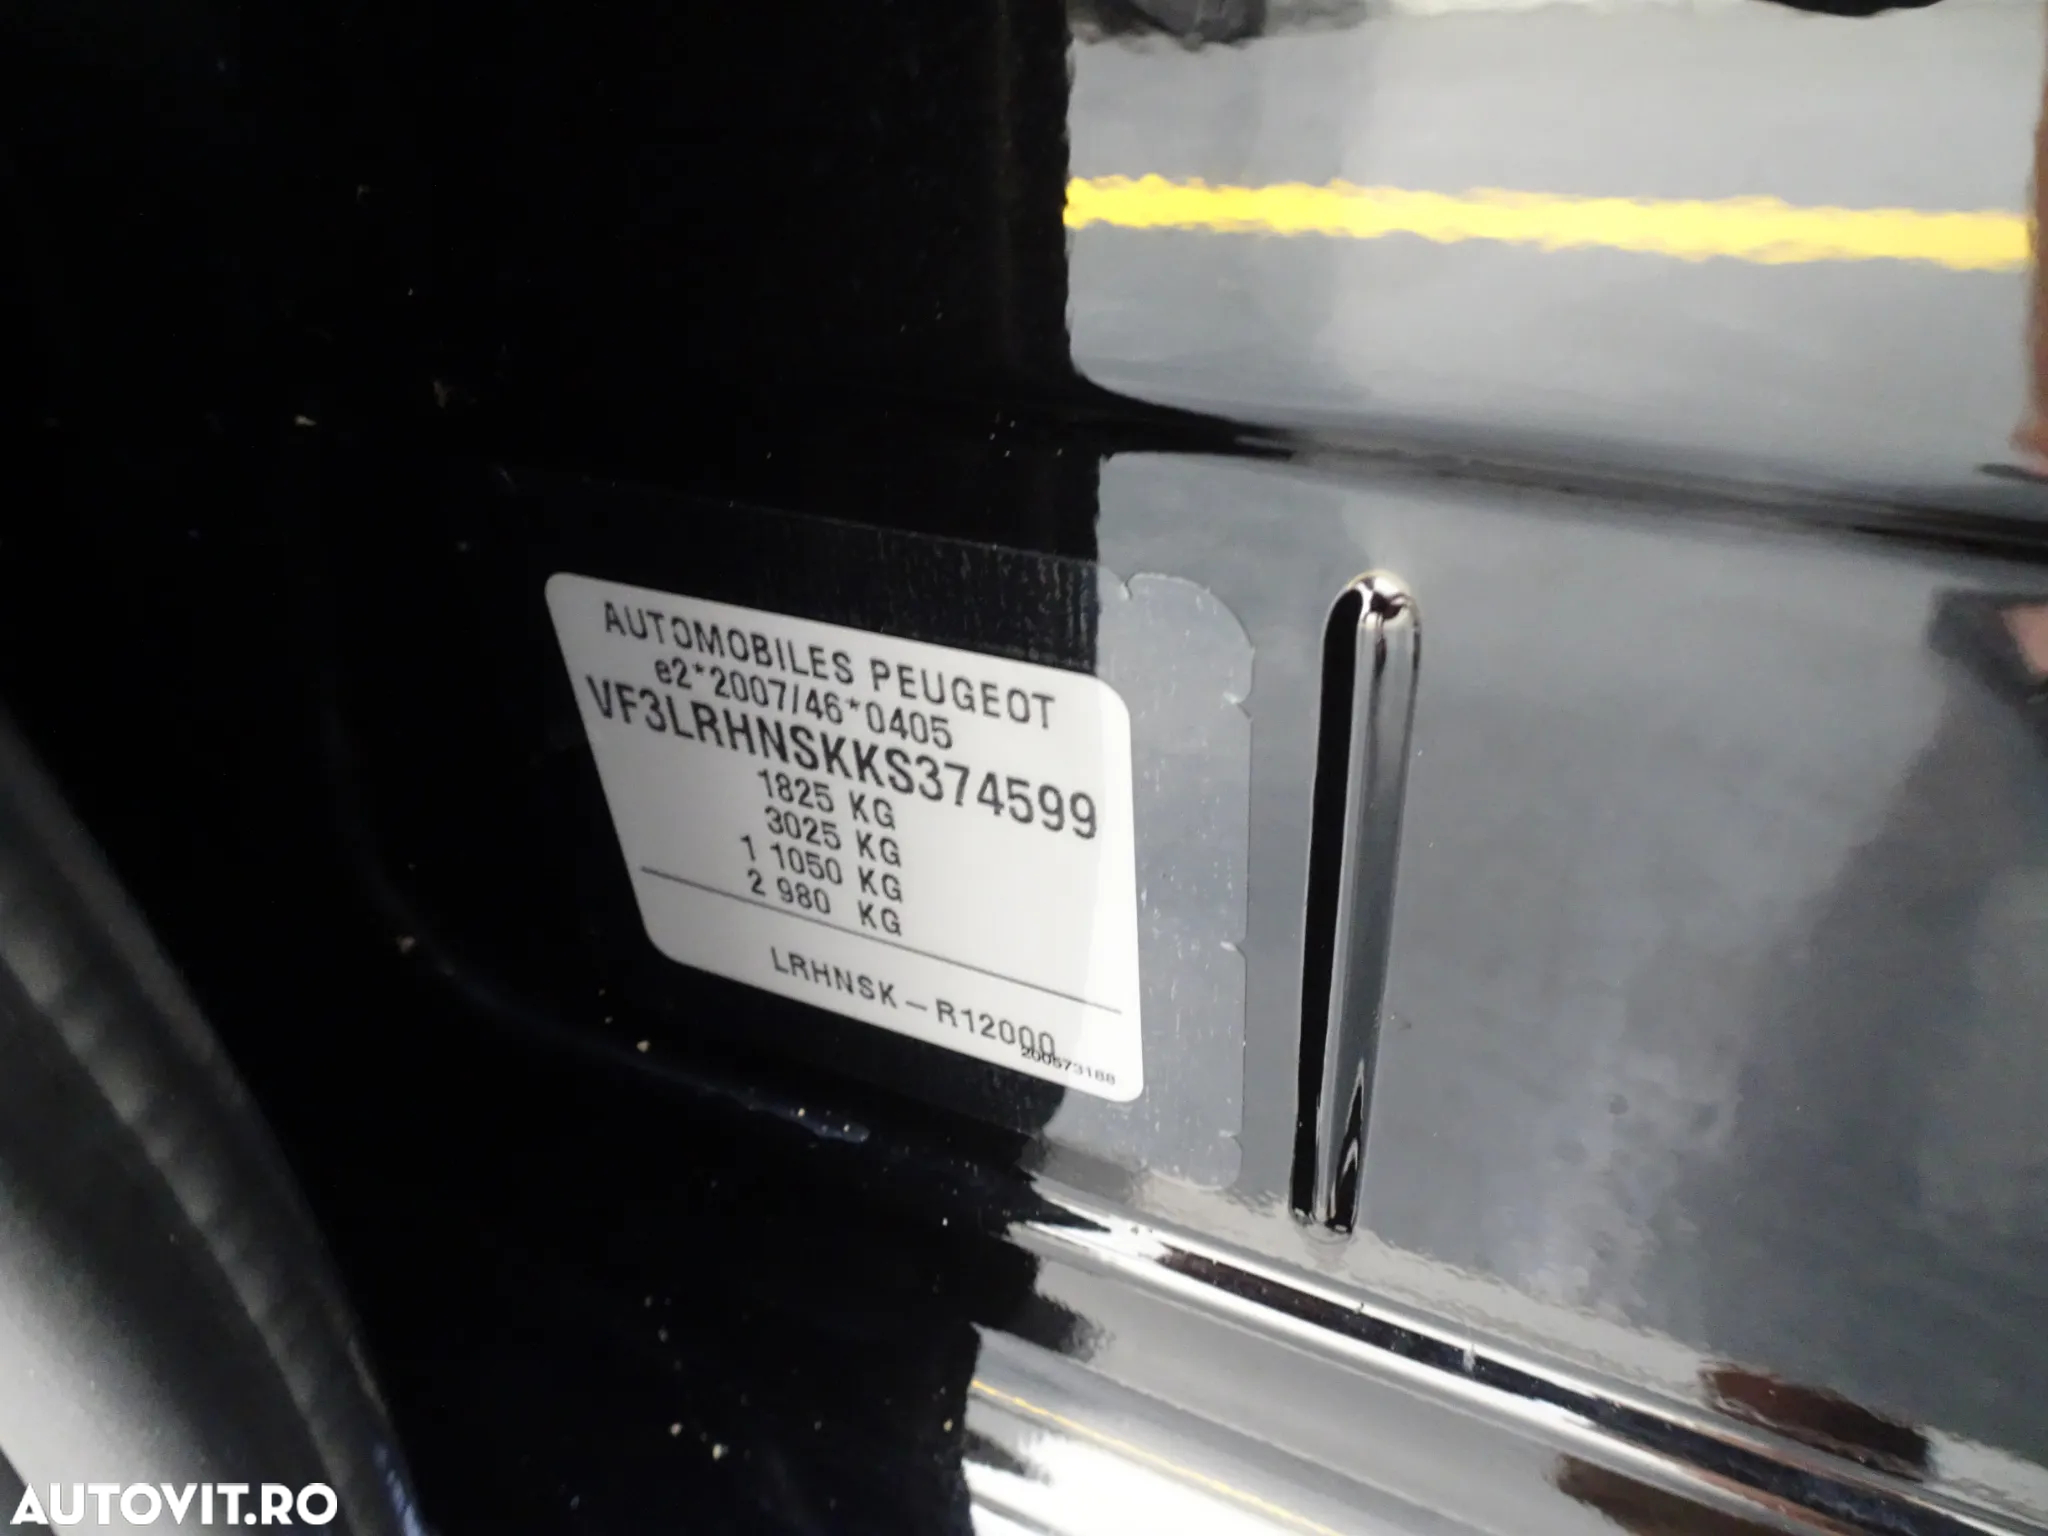 AUTOMOBILES PEUGEOT
e2*2007/46*0405
VF3LRHNSKKS374599
1825 KG
3025 KG
1 1050 KG
2 980 KG
LRHNSK – R12000
200573188
AUTOVIT.RO